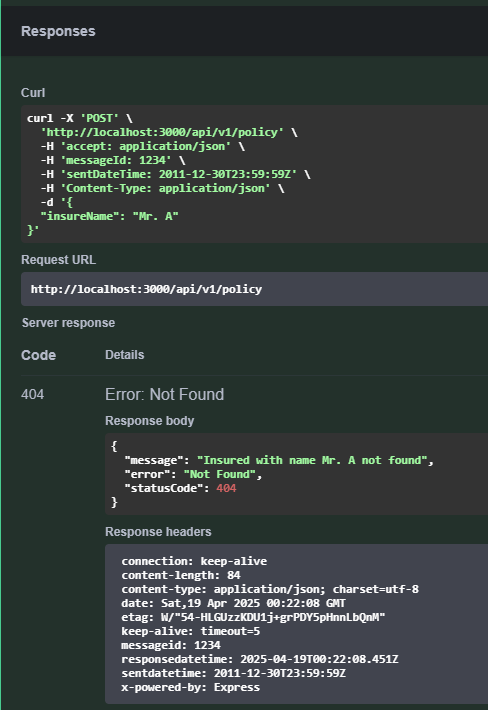 Responses
Curl
curl -X 'POST' \
  'http://localhost:3000/api/v1/policy' \
  -H 'accept: application/json' \
  -H 'messageId: 1234' \
  -H 'sentDateTime: 2011-12-30T23:59:59Z' \
  -H 'Content-Type: application/json' \
  -d '{
  "insureName": "Mr. A"
}'
Request URL
http://localhost:3000/api/v1/policy
Server response
Code Details
404 Error: Not Found
Response body
{
  "message": "Insured with name Mr. A not found",
  "error": "Not Found",
  "statusCode": 404
}
Response headers
connection: keep-alive
content-length: 84
content-type: application/json; charset=utf-8
date: Sat,19 Apr 2025 00:22:08 GMT
etag: W/"54-HLGUzzKDU1j+grPDY5pHnnLbQnM"
keep-alive: timeout=5
messageid: 1234
responsedatetime: 2025-04-19T00:22:08.451Z
sentdatetime: 2011-12-30T23:59:59Z
x-powered-by: Express